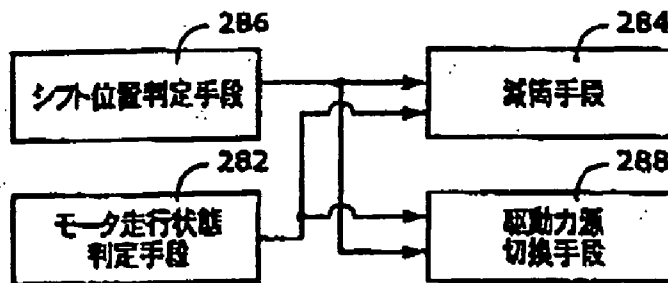 286
シフト位置判定手段
284
減筒手段
282
モータ走行状態
判定手段
288
駆動力源
切換手段